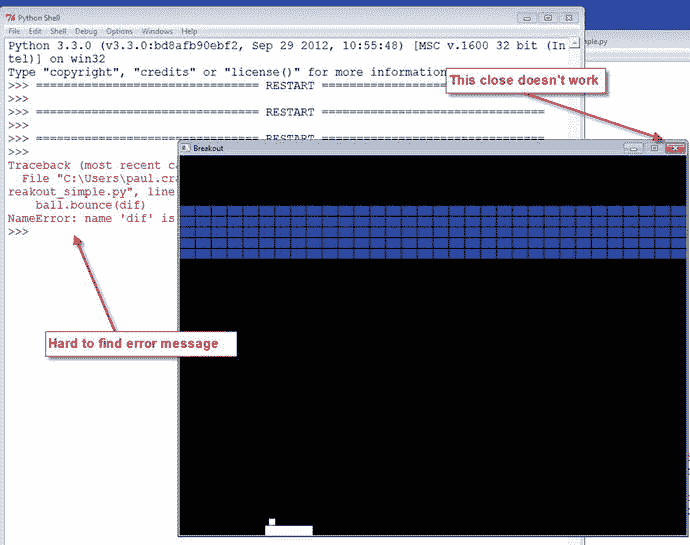 Python Shell
File Edit Shell Debug Options Windows Help
Python 3.3.0 (v3.3.0:bd8afb90ebf2, Sep 29 2012, 10:55:48) [MSC v.1600 32 bit (In
tel)] on win32
Type "copyright", "credits" or "license()" for more information
>>> ================================ RESTART ================================
>>>
>>> ================================ RESTART ================================
>>>
>>> ================================ RESTART ================================
>>>
Traceback (most recent ca
File "C:\Users\paul.cra
reakout_simple.py", line
ball.bounce(dif)
NameError: name 'dif' is
>>>
mple.py
This close doesn't work
Breakout
Hard to find error message